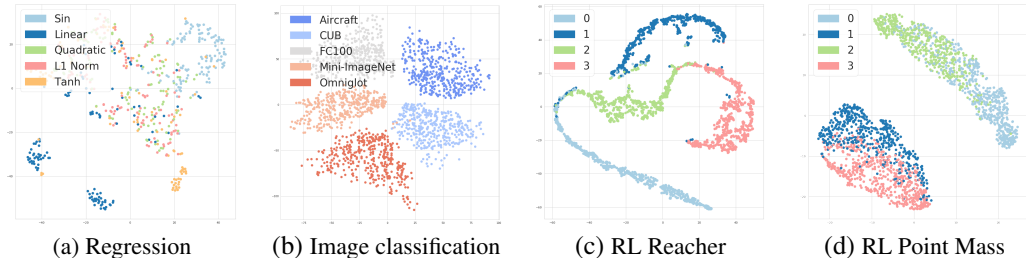 Sin
Linear
Quadratic
L1 Norm
Tanh
(a) Regression
Aircraft
CUB
FC100
Mini-ImageNet
Omniglot
(b) Image classification
0
1
2
3
(c) RL Reacher
0
1
2
3
(d) RL Point Mass